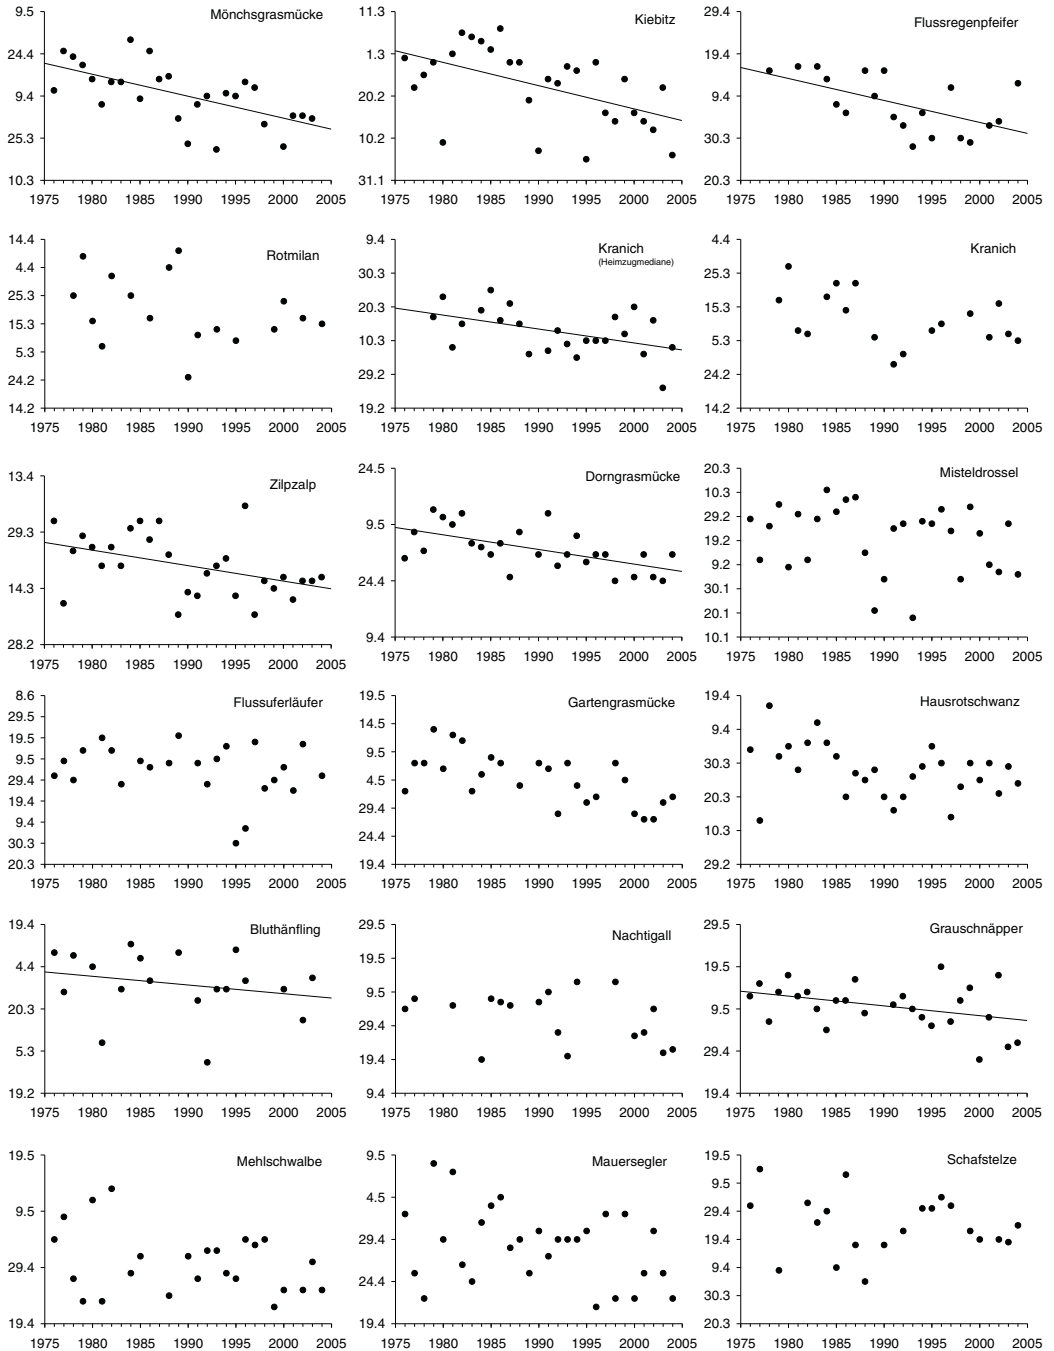 Mönchsgrasmücke
9.5
24.4
9.4
25.3
10.3
1975 1980 1985 1990 1995 2000 2005
Kiebitz
11.3
1.3
20.2
10.2
31.1
1975 1980 1985 1990 1995 2000 2005
Flussregenpfeifer
29.4
19.4
9.4
30.3
20.3
1975 1980 1985 1990 1995 2000 2005
Rotmilan
14.4
4.4
25.3
15.3
5.3
24.2
14.2
1975 1980 1985 1990 1995 2000 2005
Kranich
(Heimzugmediane)
9.4
30.3
20.3
10.3
29.2
19.2
1975 1980 1985 1990 1995 2000 2005
Kranich
4.4
25.3
15.3
5.3
24.2
14.2
1975 1980 1985 1990 1995 2000 2005
Zilpzalp
13.4
29.3
14.3
28.2
1975 1980 1985 1990 1995 2000 2005
Dorngrasmücke
24.5
9.5
24.4
9.4
1975 1980 1985 1990 1995 2000 2005
Misteldrossel
20.3
10.3
29.2
19.2
9.2
30.1
20.1
10.1
1975 1980 1985 1990 1995 2000 2005
Flussuferläufer
8.6
29.5
19.5
9.5
29.4
19.4
9.4
30.3
20.3
1975 1980 1985 1990 1995 2000 2005
Gartengrasmücke
19.5
14.5
9.5
4.5
29.4
24.4
19.4
1975 1980 1985 1990 1995 2000 2005
Hausrotschwanz
19.4
9.4
30.3
20.3
10.3
29.2
1975 1980 1985 1990 1995 2000 2005
Bluthänfling
19.4
4.4
20.3
5.3
19.2
1975 1980 1985 1990 1995 2000 2005
Nachtigall
29.5
19.5
9.5
29.4
19.4
9.4
1975 1980 1985 1990 1995 2000 2005
Grauschnäpper
29.5
19.5
9.5
29.4
19.4
1975 1980 1985 1990 1995 2000 2005
Mehlschwalbe
19.5
9.5
29.4
19.4
1975 1980 1985 1990 1995 2000 2005
Mauersegler
9.5
4.5
29.4
24.4
19.4
1975 1980 1985 1990 1995 2000 2005
Schafstelze
19.5
9.5
29.4
19.4
9.4
30.3
20.3
1975 1980 1985 1990 1995 2000 2005